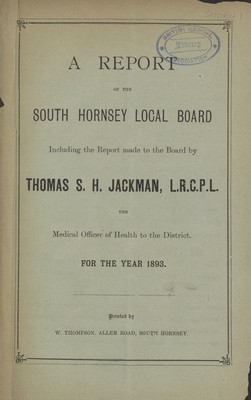 A REPORT
OF THE
SOUTH HORNSEY LOCAL BOARD
Including the Report made to the Board by
THOMAS S. H. JACKMAN, L.R.C.P.L.
THE
Medical Officer of Health to the District.
FOR THE YEAR 1893.
Printed by
W. THOMPSON, ALLEN ROAD, SOUTH HORNSEY.